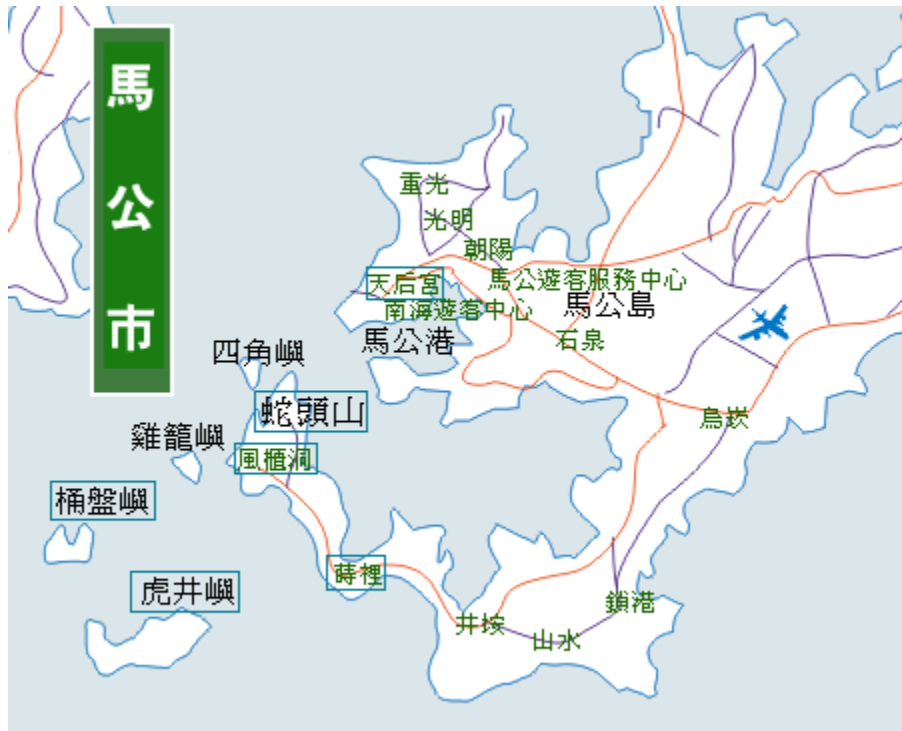 馬公市
重光
光明
朝陽
天后宮
馬公遊客服務中心
南海遊客中心
馬公島
馬公港
石泉
四角嶼
蛇頭山
烏崁
雞籠嶼
風櫃洞
桶盤嶼
蒔裡
虎井嶼
鎖港
井垵
山水